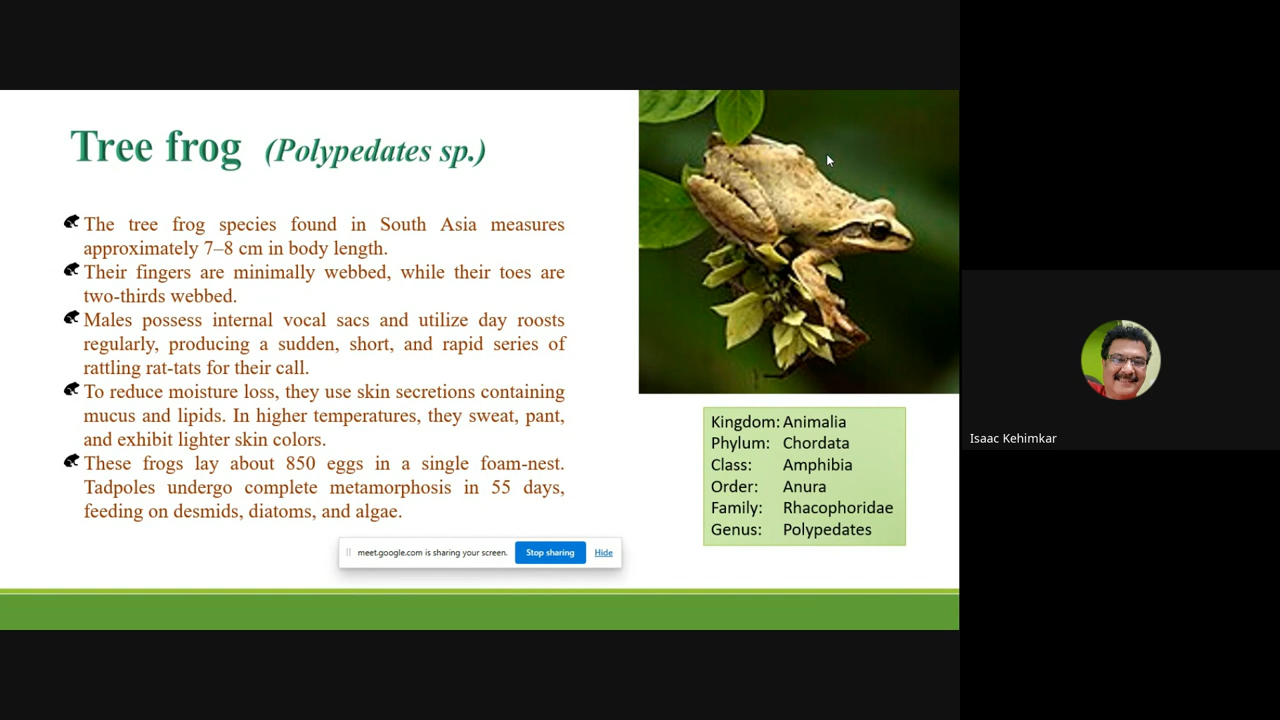 Tree frog (Polypedates sp.)
The tree frog species found in South Asia measures
approximately 7–8 cm in body length.
Their fingers are minimally webbed, while their toes are
two-thirds webbed.
Males possess internal vocal sacs and utilize day roosts
regularly, producing a sudden, short, and rapid series of
rattling rat-tats for their call.
To reduce moisture loss, they use skin secretions containing
mucus and lipids. In higher temperatures, they sweat, pant,
and exhibit lighter skin colors.
These frogs lay about 850 eggs in a single foam-nest.
Tadpoles undergo complete metamorphosis in 55 days,
feeding on desmids, diatoms, and algae.
Kingdom: Animalia
Phylum: Chordata
Class: Amphibia
Order: Anura
Family: Rhacophoridae
Genus: Polypedates
meet.google.com is sharing your screen. Stop sharing Hide
Isaac Kehimkar